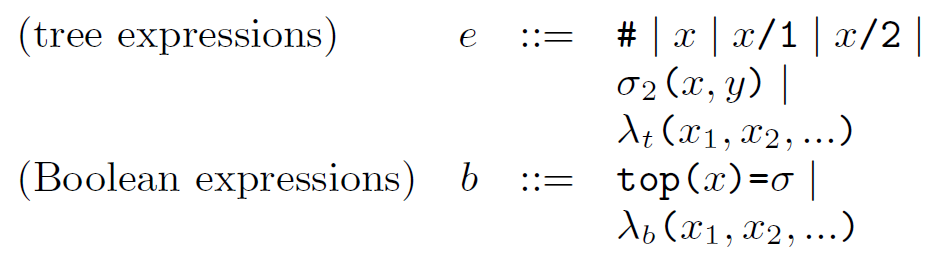 (tree expressions) e ::= # | x | x/1 | x/2 |
σ₂(x, y) |
λₜ(x₁, x₂, ...)
(Boolean expressions) b ::= top(x)=σ |
λ_b(x₁, x₂, ...)